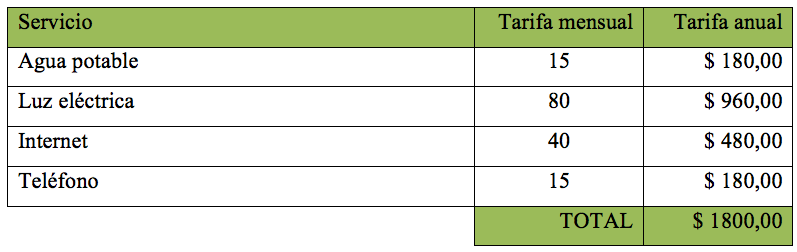 Servicio Tarifa mensual Tarifa anual
Agua potable 15 $ 180,00
Luz eléctrica 80 $ 960,00
Internet 40 $ 480,00
Teléfono 15 $ 180,00
TOTAL $ 1800,00